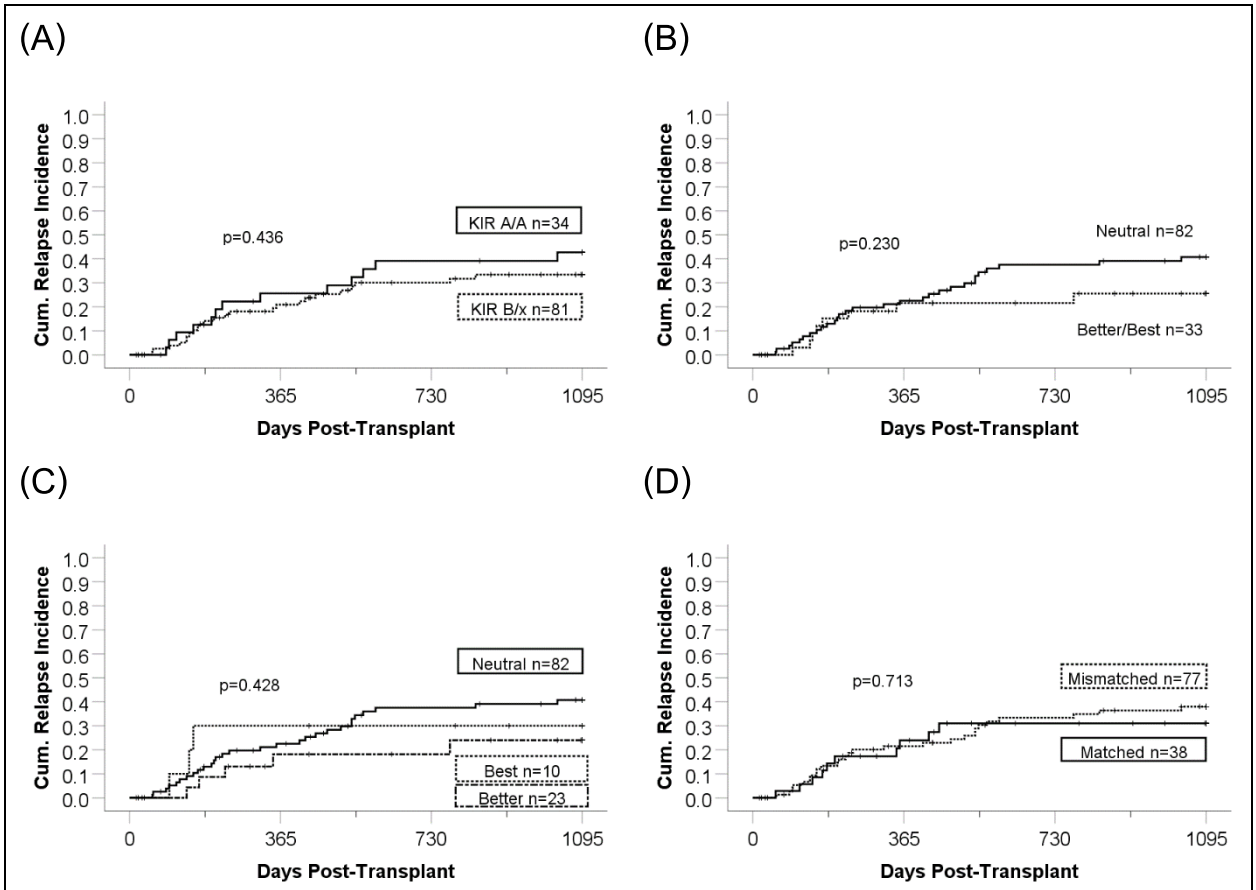 (A)
Cum. Relapse Incidence
1.0
0.9
0.8
0.7
0.6
0.5
0.4
0.3
0.2
0.1
0.0
p=0.436
KIR A/A n=34
KIR B/x n=81
0 365 730 1095
Days Post-Transplant
(B)
Cum. Relapse Incidence
1.0
0.9
0.8
0.7
0.6
0.5
0.4
0.3
0.2
0.1
0.0
p=0.230
Neutral n=82
Better/Best n=33
0 365 730 1095
Days Post-Transplant
(C)
Cum. Relapse Incidence
1.0
0.9
0.8
0.7
0.6
0.5
0.4
0.3
0.2
0.1
0.0
p=0.428
Neutral n=82
Best n=10
Better n=23
0 365 730 1095
Days Post-Transplant
(D)
Cum. Relapse Incidence
1.0
0.9
0.8
0.7
0.6
0.5
0.4
0.3
0.2
0.1
0.0
p=0.713
Mismatched n=77
Matched n=38
0 365 730 1095
Days Post-Transplant